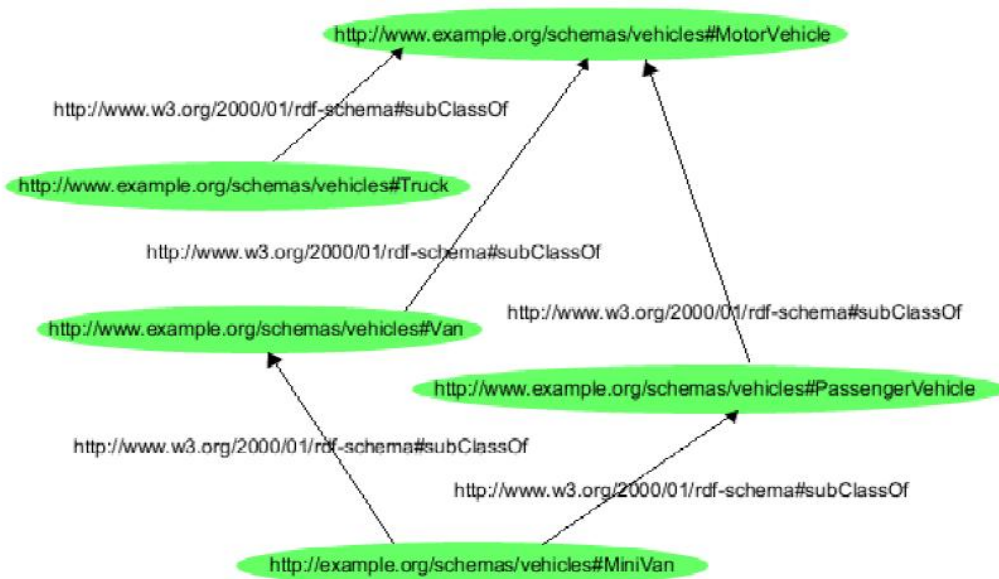 http://www.example.org/schemas/vehicles#MotorVehicle
http://www.w3.org/2000/01/rdf-schema#subClassOf
http://www.example.org/schemas/vehicles#Truck
http://www.w3.org/2000/01/rdf-schema#subClassOf
http://www.w3.org/2000/01/rdf-schema#subClassOf
http://www.example.org/schemas/vehicles#Van
http://www.example.org/schemas/vehicles#PassengerVehicle
http://www.w3.org/2000/01/rdf-schema#subClassOf
http://www.w3.org/2000/01/rdf-schema#subClassOf
http://example.org/schemas/vehicles#MiniVan